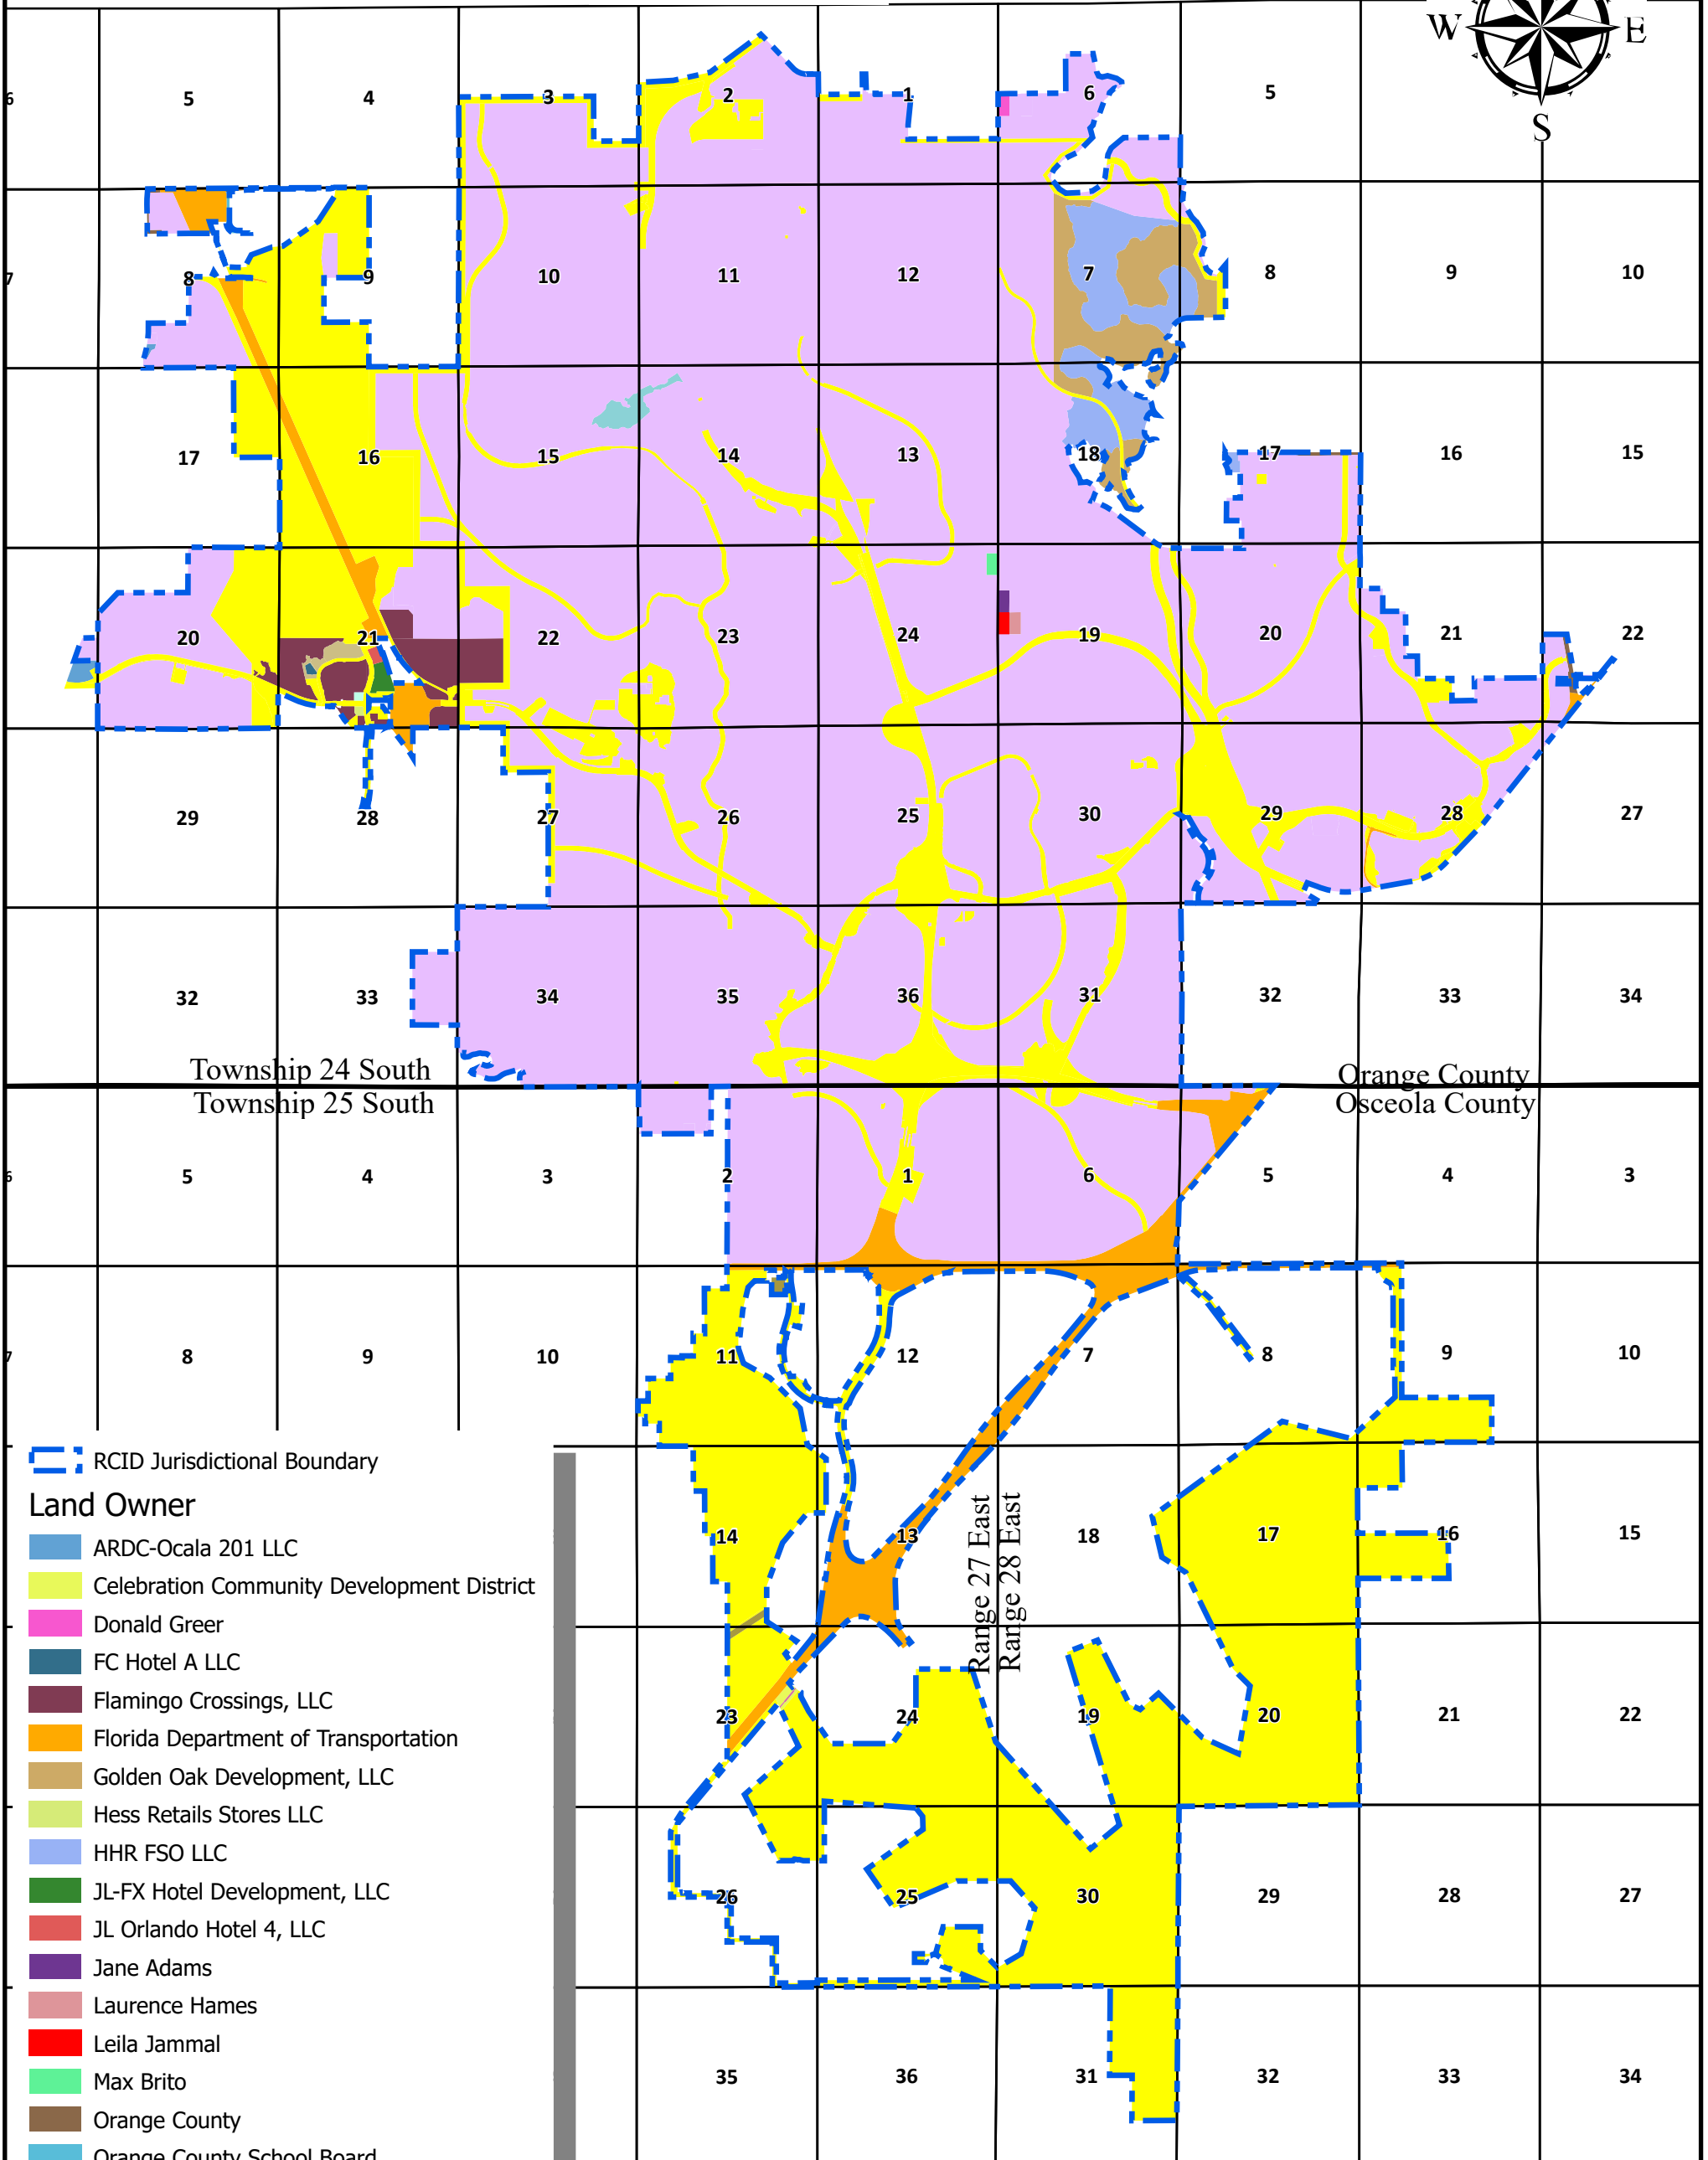 W E
S
6 5 4 3 2 1 6 5
7 8 9 10 11 12 7 8 9 10
17 16 15 14 13 18 17 16 15
20 21 22 23 24 19 20 21 22
29 28 27 26 25 30 29 28 27
32 33 34 35 36 31 32 33 34
Township 24 South Orange County
Township 25 South Osceola County
6 5 4 3 2 1 6 5 4 3
7 8 9 10 11 12 7 8 9 10
14 13 18 17 16 15
Range 27 East
Range 28 East
23 24 19 20 21 22
26 25 30 29 28 27
35 36 31 32 33 34
RCID Jurisdictional Boundary
Land Owner
ARDC-Ocala 201 LLC
Celebration Community Development District
Donald Greer
FC Hotel A LLC
Flamingo Crossings, LLC
Florida Department of Transportation
Golden Oak Development, LLC
Hess Retails Stores LLC
HHR FSO LLC
JL-FX Hotel Development, LLC
JL Orlando Hotel 4, LLC
Jane Adams
Laurence Hames
Leila Jammal
Max Brito
Orange County
Orange County School Board